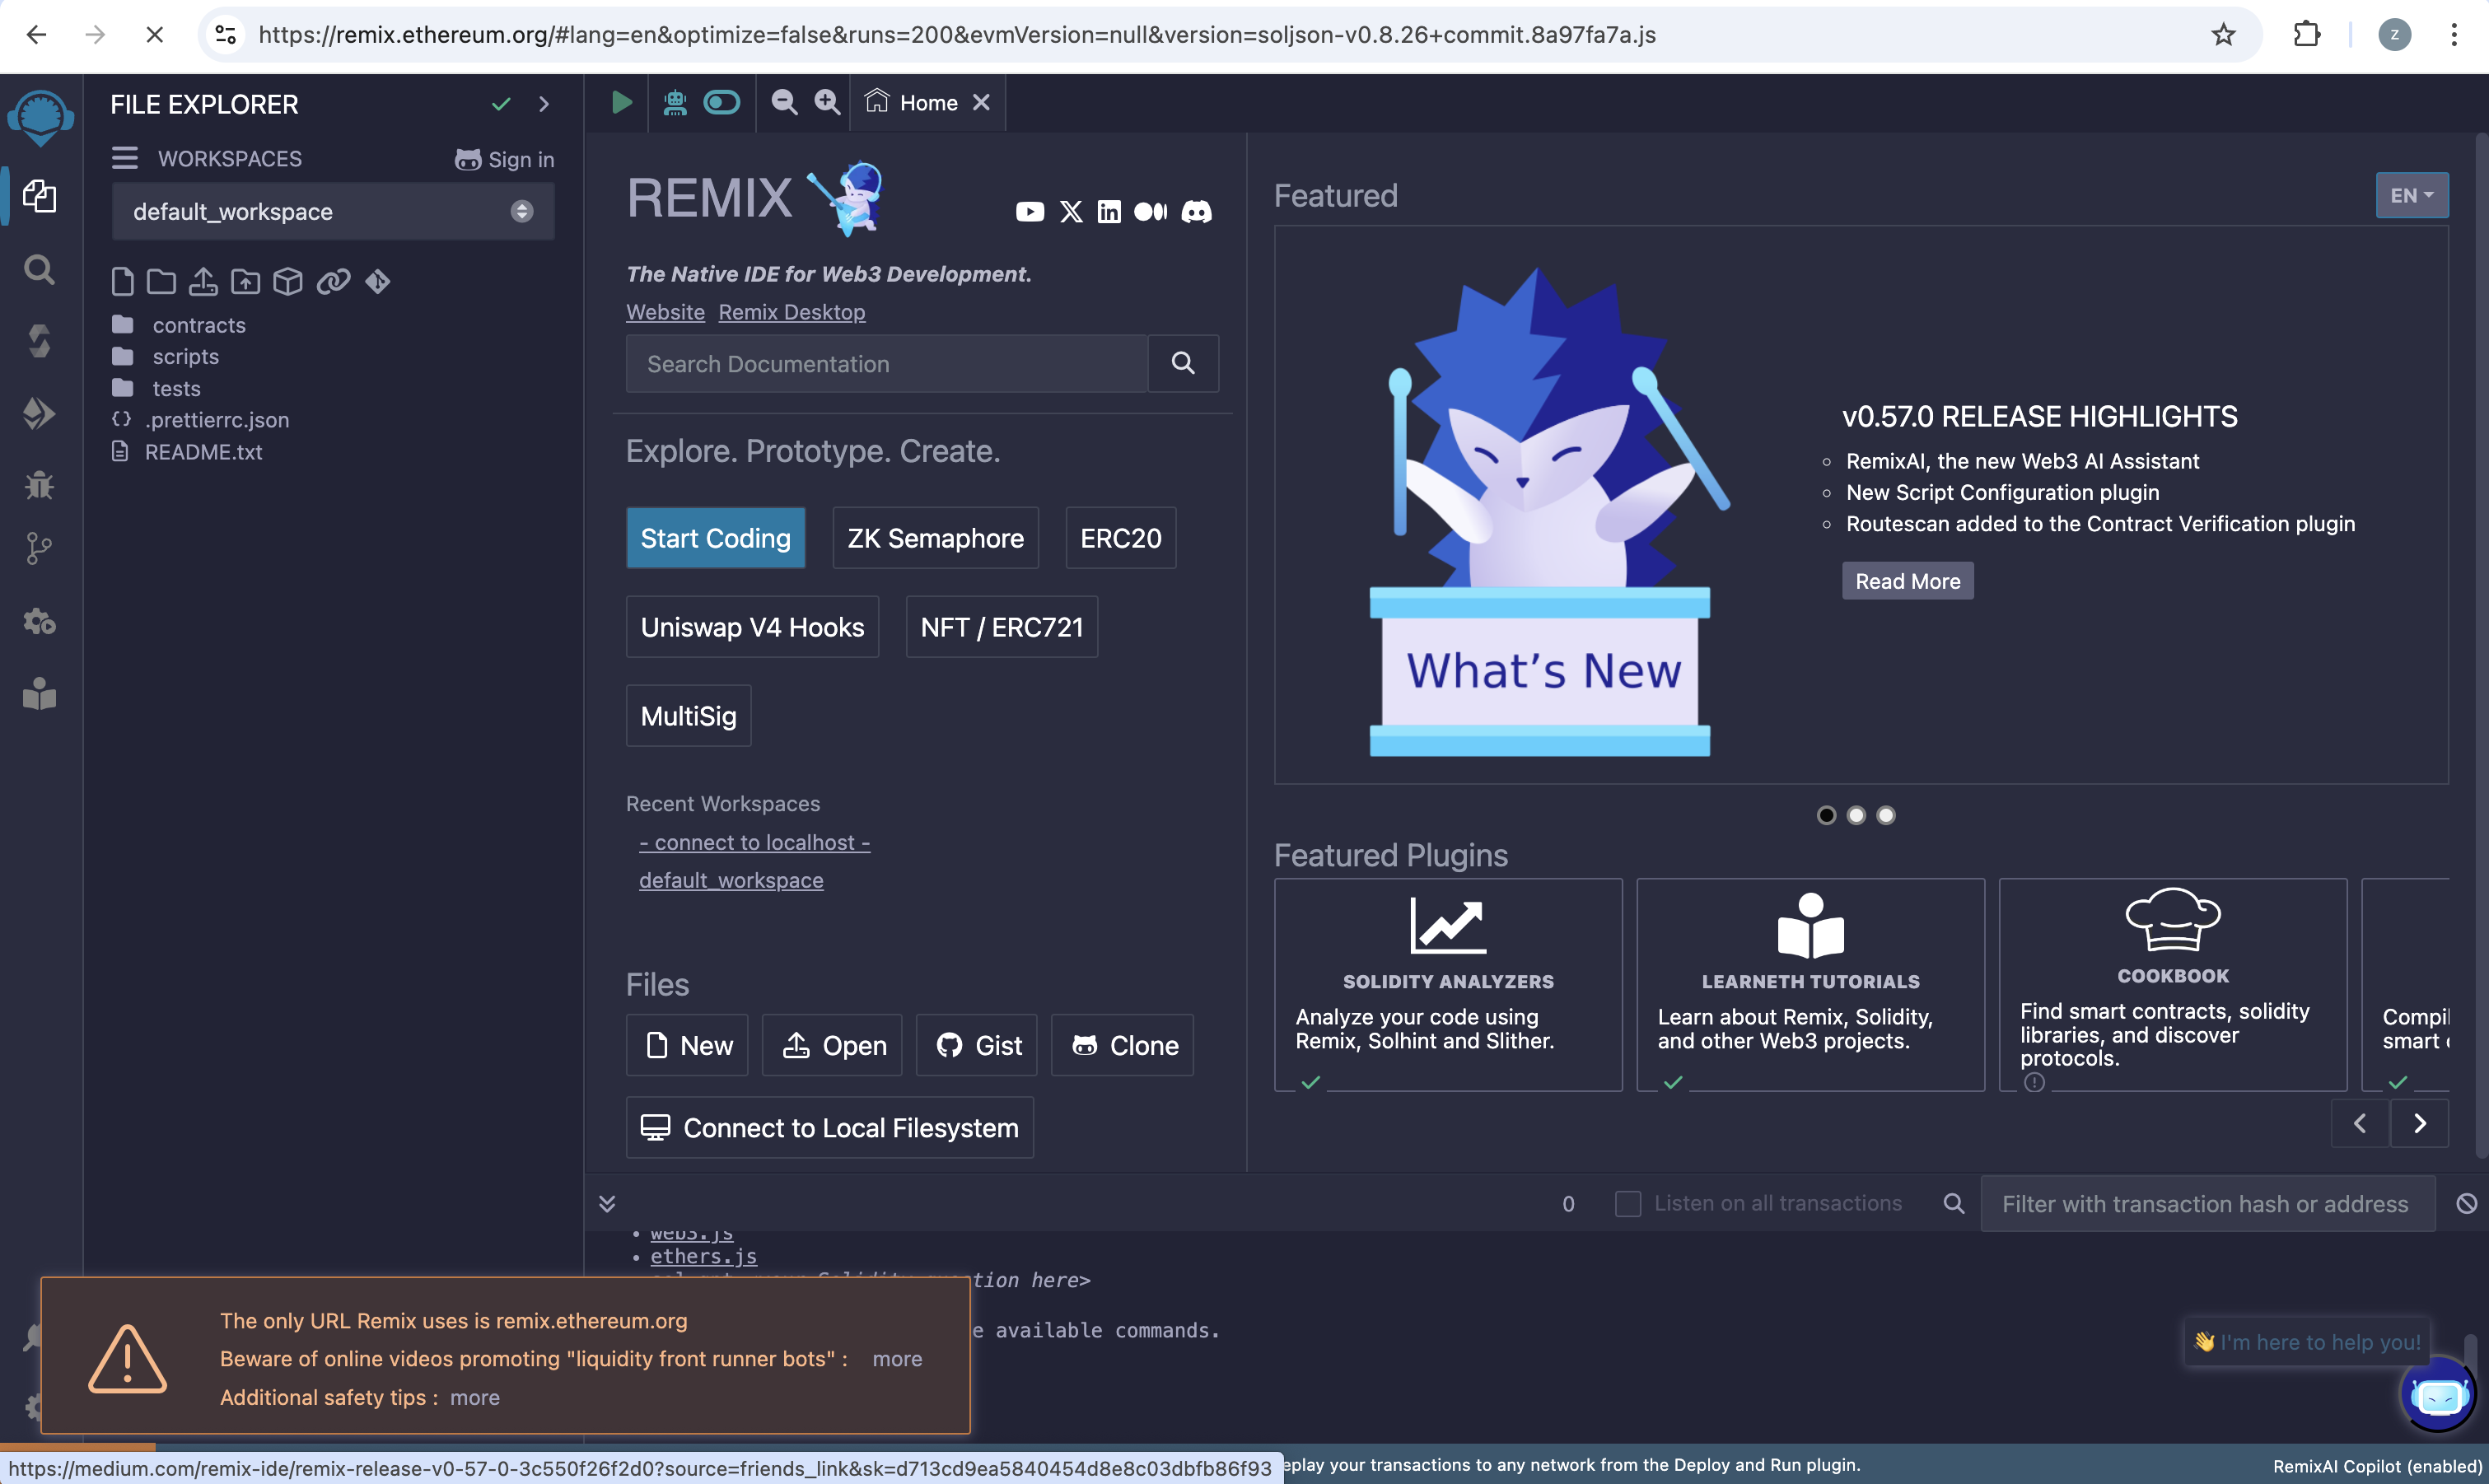 https://remix.ethereum.org/#lang=en&optimize=false&runs=200&evmVersion=null&version=soljson-v0.8.26+commit.8a97fa7a.js
z
FILE EXPLORER
WORKSPACES
Sign in
default_workspace
contracts
scripts
tests
.prettierrc.json
README.txt
Home
REMIX
The Native IDE for Web3 Development.
Website Remix Desktop
Search Documentation
Explore. Prototype. Create.
Start Coding
ZK Semaphore
ERC20
Uniswap V4 Hooks
NFT / ERC721
MultiSig
Recent Workspaces
- connect to localhost -
default_workspace
Files
New
Open
Gist
Clone
Connect to Local Filesystem
Featured
EN
What's New
v0.57.0 RELEASE HIGHLIGHTS
RemixAI, the new Web3 AI Assistant
New Script Configuration plugin
Routescan added to the Contract Verification plugin
Read More
Featured Plugins
SOLIDITY ANALYZERS
Analyze your code using
Remix, Solhint and Slither.
LEARNETH TUTORIALS
Learn about Remix, Solidity,
and other Web3 projects.
COOKBOOK
Find smart contracts, solidity
libraries, and discover
protocols.
smart
0
Listen on all transactions
Filter with transaction hash or address
web3.js
ethers.js
here>
available commands.
The only URL Remix uses is remix.ethereum.org
Beware of online videos promoting "liquidity front runner bots" : more
Additional safety tips : more
👋 I'm here to help you!
https://medium.com/remix-ide/remix-release-v0-57-0-3c550f26f2d0?source=friends_link&sk=d713cd9ea5840454d8e8c03dbfb86f93
your transactions to any network from the Deploy and Run plugin.
RemixAI Copilot (enabled)